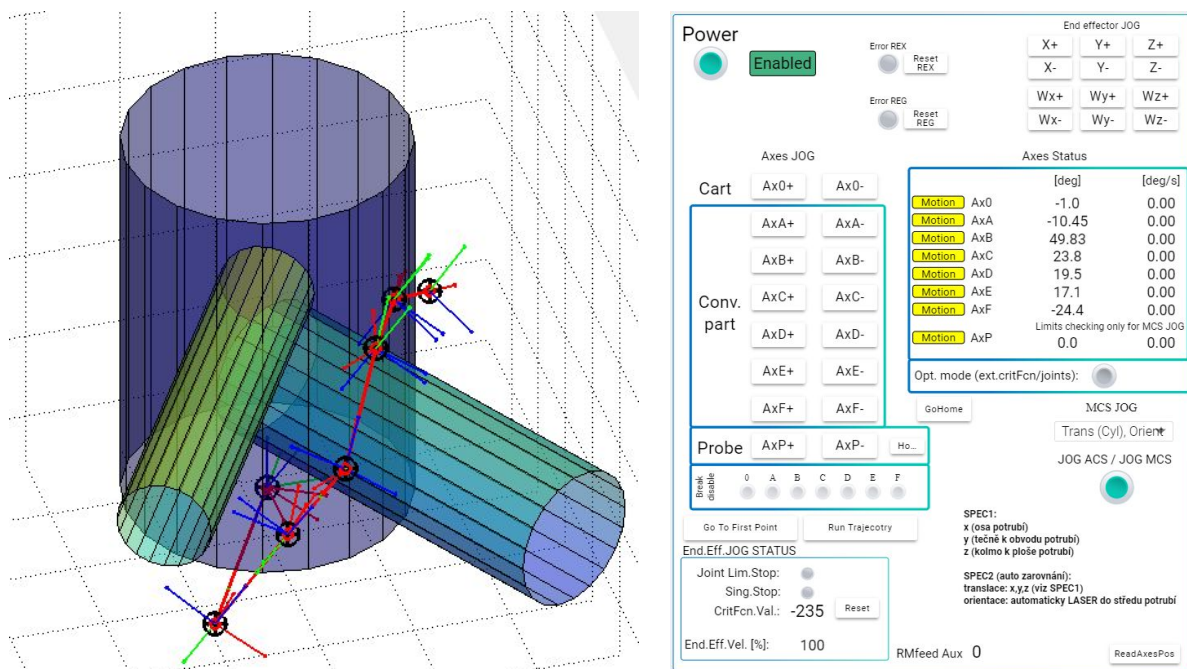 Power
Enabled
Error REX
Reset REX
Error REG
Reset REG
End effector JOG
X+ Y+ Z+
X- Y- Z-
Wx+ Wy+ Wz+
Wx- Wy- Wz-
Axes JOG
Cart Ax0+ Ax0-
AxA+ AxA-
AxB+ AxB-
Conv. part
AxC+ AxC-
AxD+ AxD-
AxE+ AxE-
AxF+ AxF-
Probe AxP+ AxP- Ho...
Break disable
0 A B C D E F
Axes Status
[deg] [deg/s]
Motion Ax0 -1.0 0.00
Motion AxA -10.45 0.00
Motion AxB 49.83 0.00
Motion AxC 23.8 0.00
Motion AxD 19.5 0.00
Motion AxE 17.1 0.00
Motion AxF -24.4 0.00
Limits checking only for MCS JOG
Motion AxP 0.0 0.00
Opt. mode (ext.critFcn/joints):
GoHome
MCS JOG
Trans (Cyl), Orient
JOG ACS / JOG MCS
Go To First Point
Run Trajecotry
End.Eff.JOG STATUS
Joint Lim.Stop:
Sing.Stop:
CritFcn.Val.: -235 Reset
End.Eff.Vel. [%]: 100
SPEC1:
x (osa potrubí)
y (tečně k obvodu potrubí)
z (kolmo k ploše potrubí)
SPEC2 (auto zarovnání):
translace: x,y,z (viz SPEC1)
orientace: automaticky LASER do středu potrubí
RMfeed Aux 0
ReadAxesPos